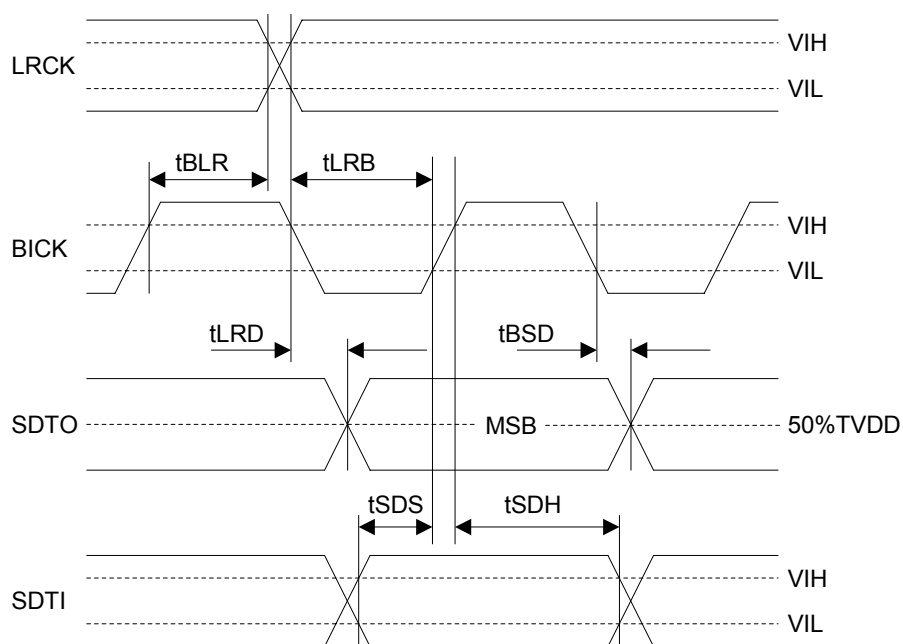 LRCK
VIH
VIL
tBLR
tLRB
BICK
VIH
VIL
tLRD
tBSD
SDTO
MSB
50%TVDD
tSDS
tSDH
SDTI
VIH
VIL